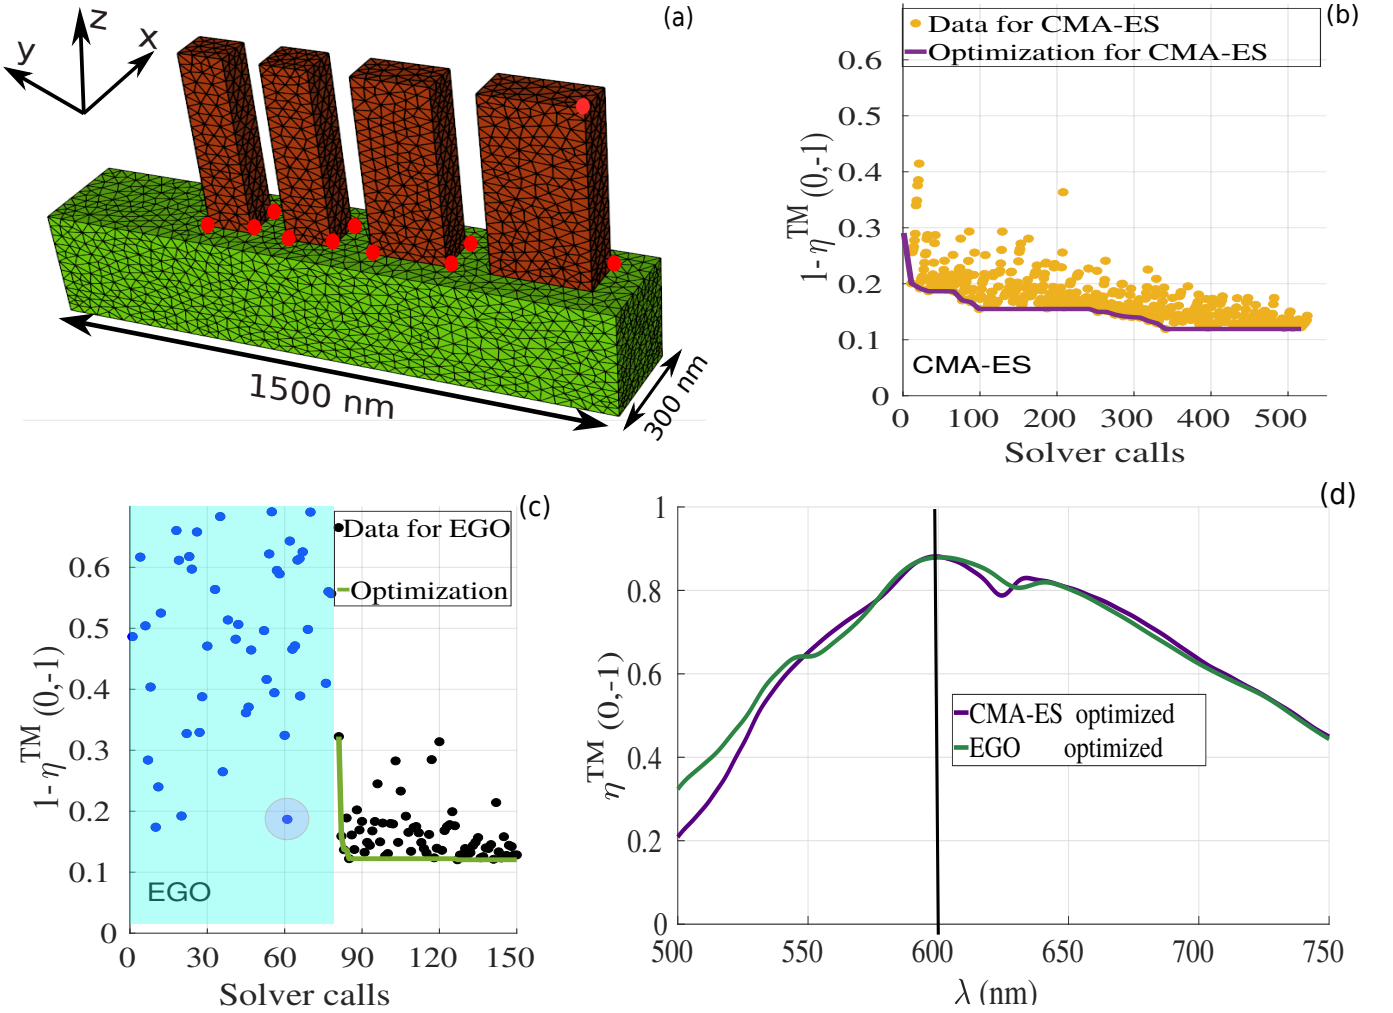 (a)
z
x
y
1500 nm
300 nm
(b)
Data for CMA-ES
Optimization for CMA-ES
1-η^TM (0,-1)
0.6
0.5
0.4
0.3
0.2
0.1
0
CMA-ES
0 100 200 300 400 500
Solver calls
(c)
Data for EGO
Optimization
1-η^TM (0,-1)
0.6
0.5
0.4
0.3
0.2
0.1
0
EGO
0 30 60 90 120 150
Solver calls
(d)
η^TM (0,-1)
1
0.8
0.6
0.4
0.2
0
CMA-ES optimized
EGO optimized
500 550 600 650 700 750
λ (nm)